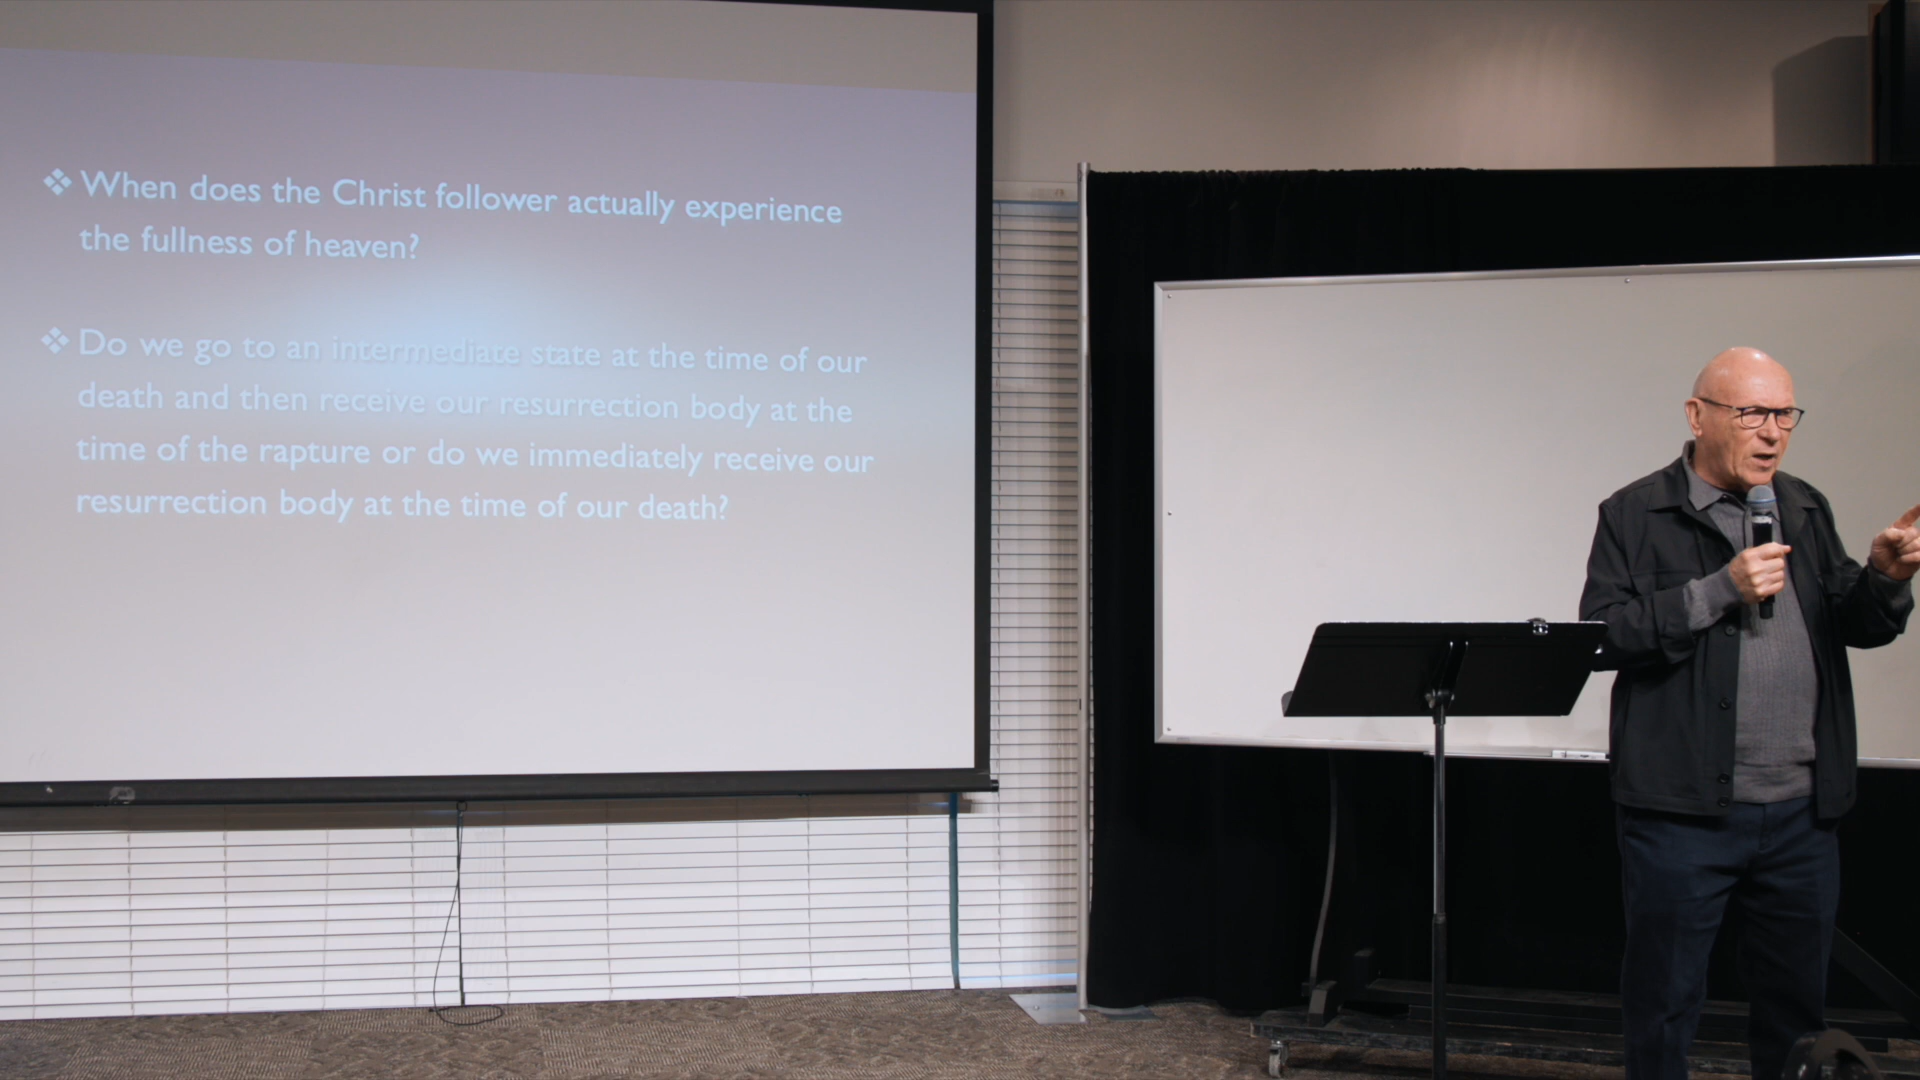 ❖ When does the Christ follower actually experience
the fullness of heaven?
❖ Do we go to an intermediate state at the time of our
death and then receive our resurrection body at the
time of the rapture or do we immediately receive our
resurrection body at the time of our death?